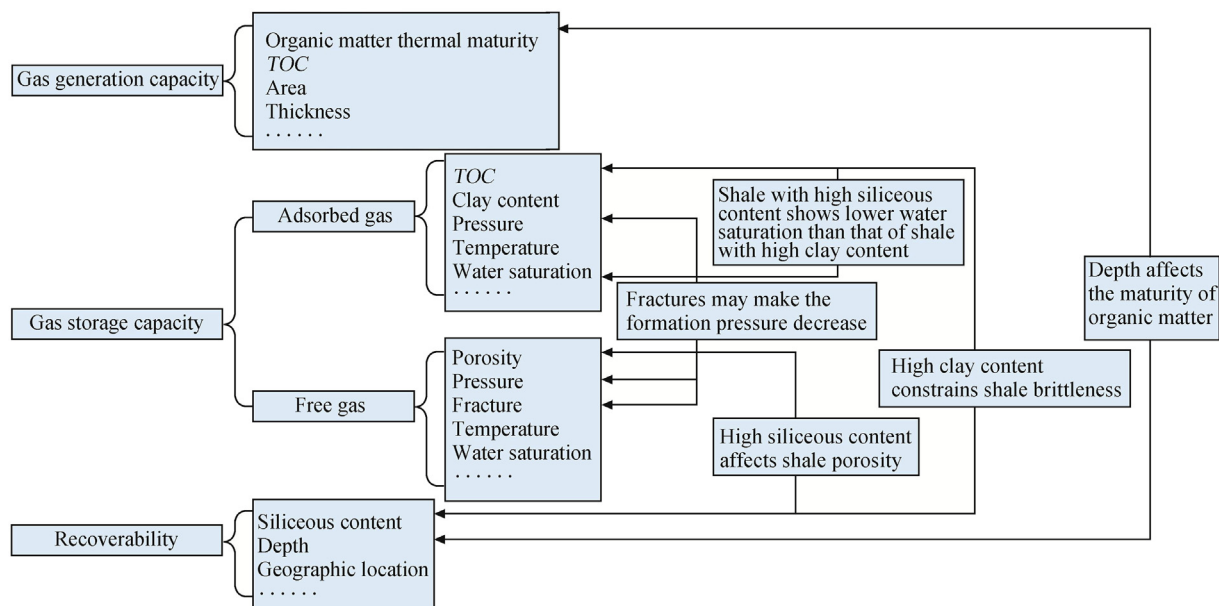 Gas generation capacity
Organic matter thermal maturity
TOC
Area
Thickness
······
Gas storage capacity
Adsorbed gas
TOC
Clay content
Pressure
Temperature
Water saturation
······
Free gas
Porosity
Pressure
Fracture
Temperature
Water saturation
······
Recoverability
Siliceous content
Depth
Geographic location
······
Shale with high siliceous
content shows lower water
saturation than that of shale
with high clay content
Fractures may make the
formation pressure decrease
High siliceous content
affects shale porosity
High clay content
constrains shale brittleness
Depth affects
the maturity of
organic matter